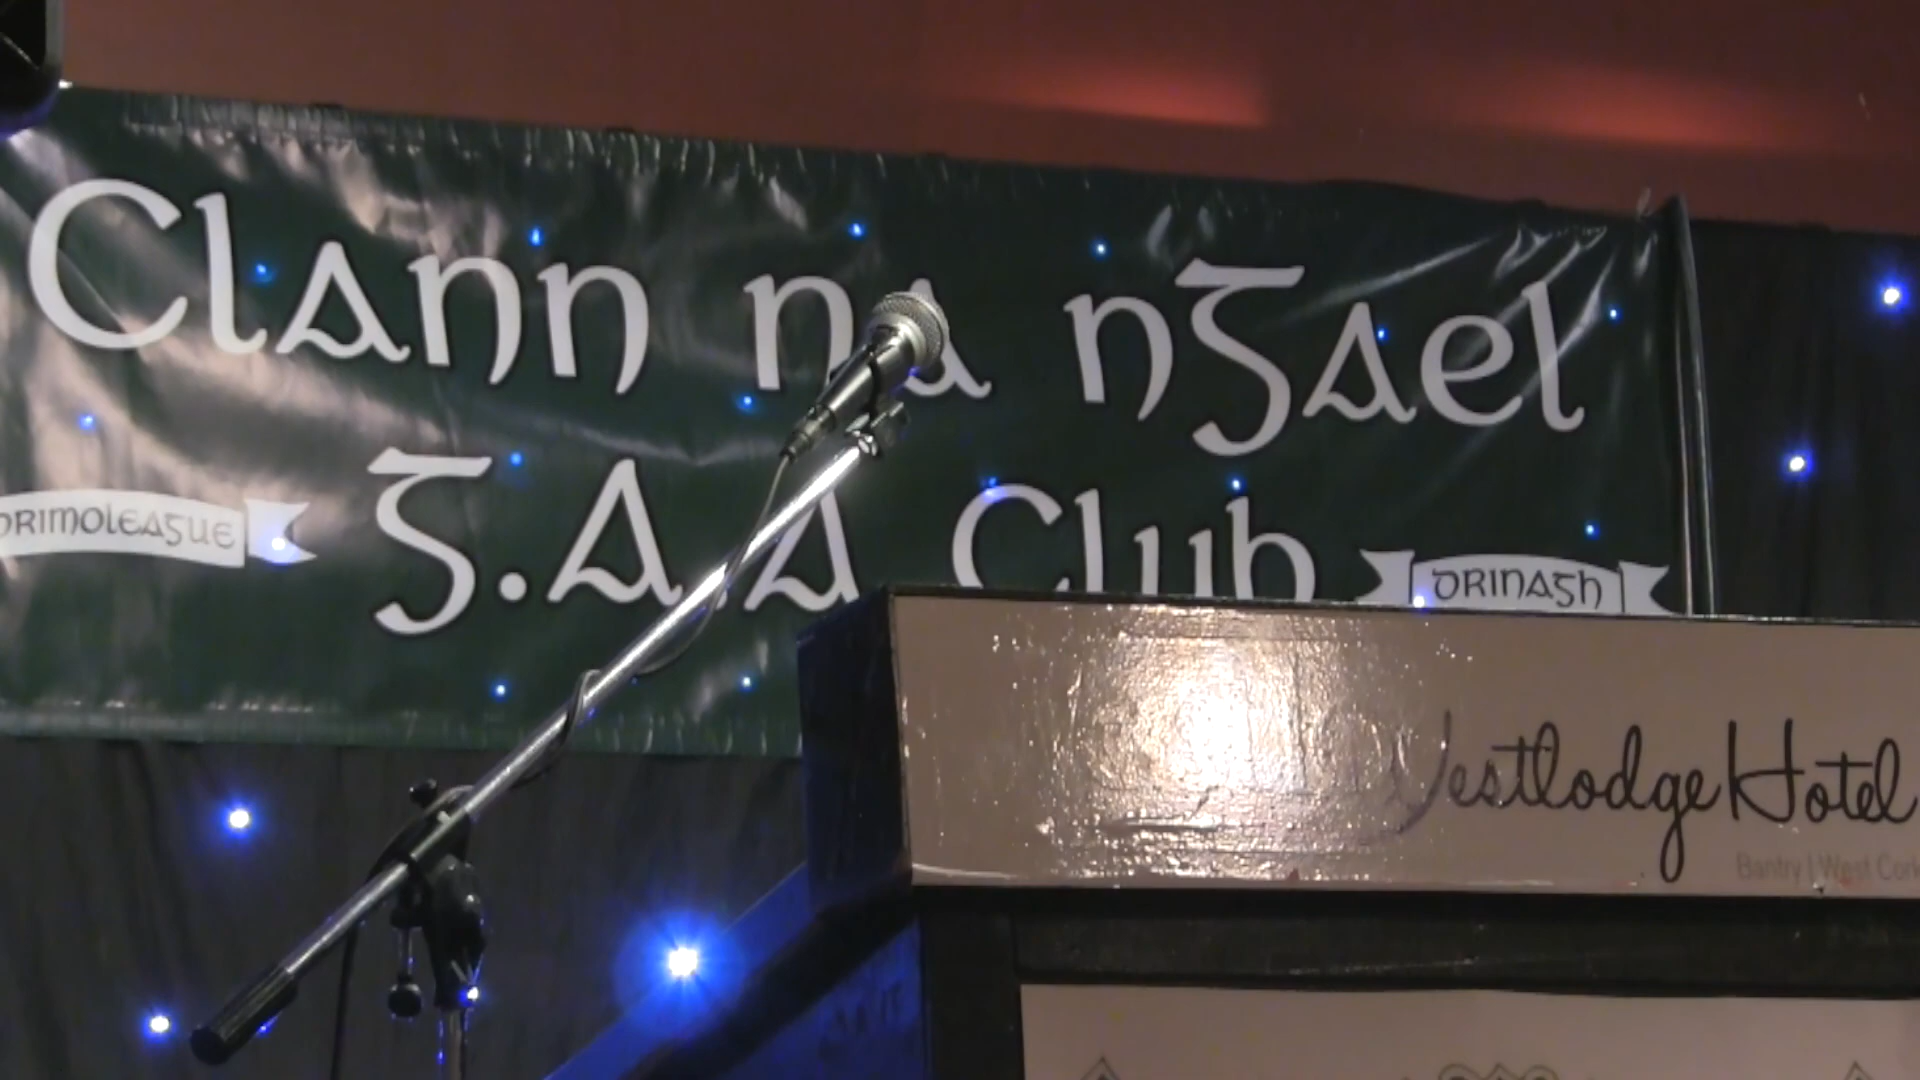 Clann na nGael
DRIMOLEAGUE G.A.A Club DRINAGH
Westlodge Hotel
Bantry | West Cork